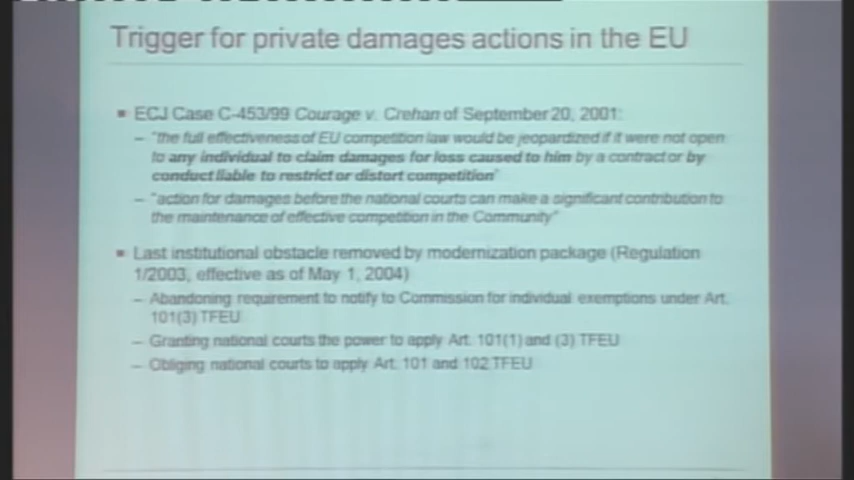 Trigger for private damages actions in the EU
▪ ECJ Case C-453/99 Courage v. Crehan of September 20, 2001:
– "the full effectiveness of EU competition law would be jeopardized if it were not open
to any individual to claim damages for loss caused to him by a contract or by
conduct liable to restrict or distort competition"
– "action for damages before the national courts can make a significant contribution to
the maintenance of effective competition in the Community"
▪ Last institutional obstacle removed by modernization package (Regulation
1/2003, effective as of May 1, 2004)
– Abandoning requirement to notify to Commission for individual exemptions under Art.
101(3) TFEU
– Granting national courts the power to apply Art. 101(1) and (3) TFEU
– Obliging national courts to apply Art. 101 and 102 TFEU